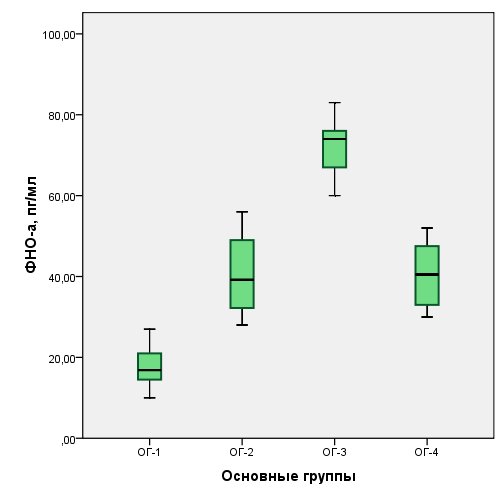 ФНО-а, пг/мл
100,00
80,00
60,00
40,00
20,00
,00
ОГ-1 ОГ-2 ОГ-3 ОГ-4
Основные группы